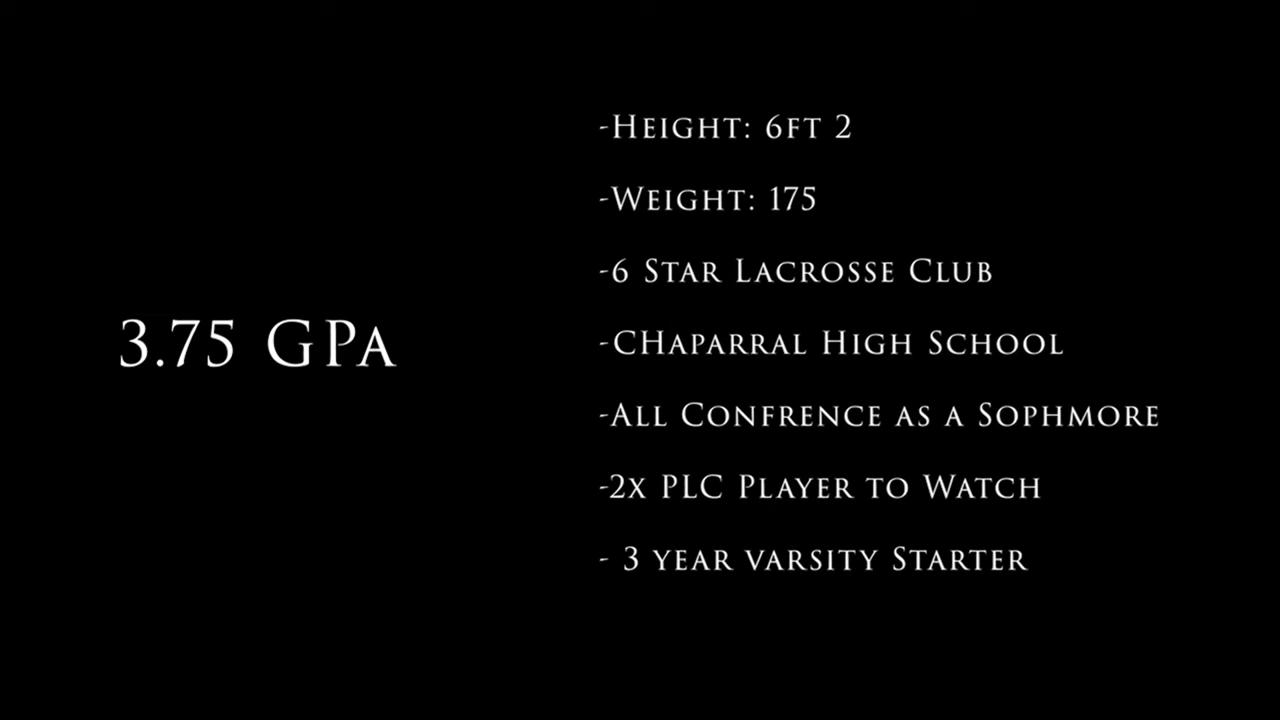 3.75 GPa
-Height: 6ft 2
-Weight: 175
-6 Star Lacrosse Club
-CHaparral High School
-All Confrence as a Sophmore
-2x PLC Player to Watch
- 3 year varsity Starter